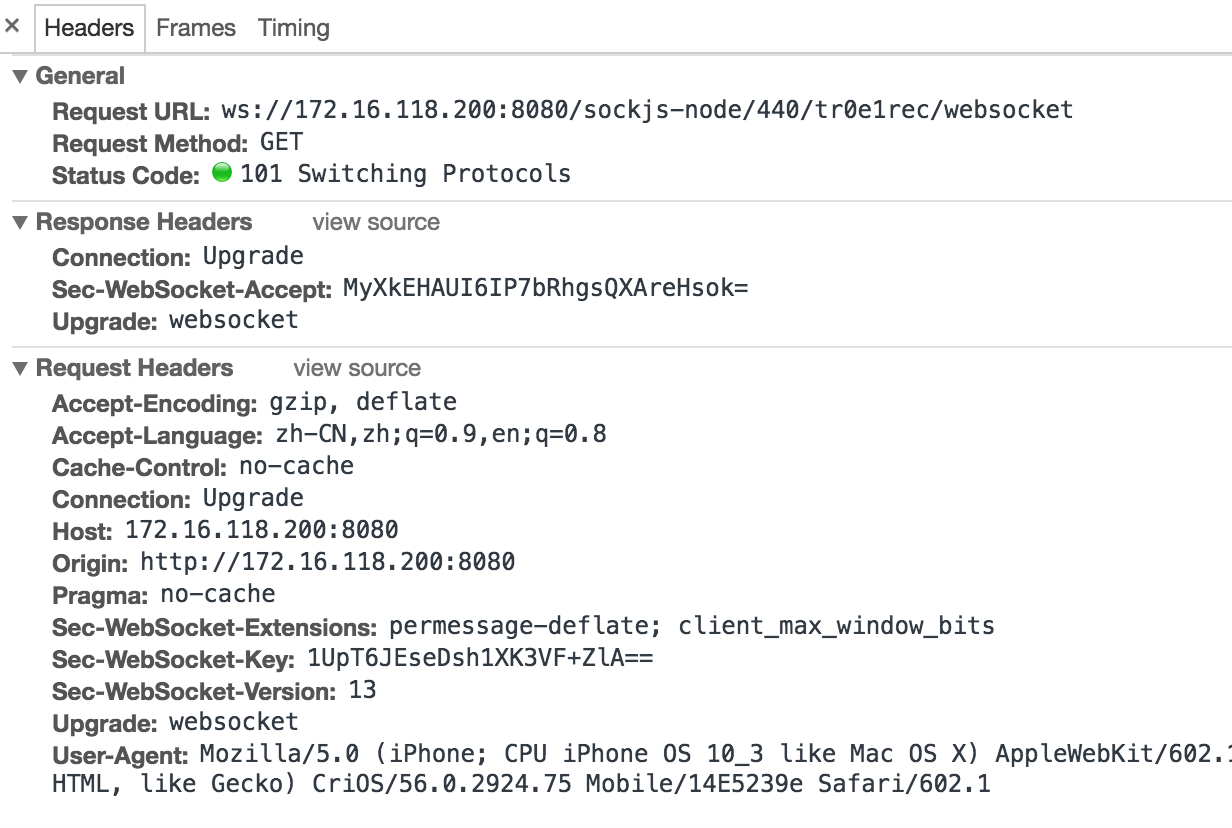 × Headers Frames Timing
▼ General
Request URL: ws://172.16.118.200:8080/sockjs-node/440/tr0e1rec/websocket
Request Method: GET
Status Code: 101 Switching Protocols
▼ Response Headers view source
Connection: Upgrade
Sec-WebSocket-Accept: MyXkEHAUI6IP7bRhgsQXAreHsok=
Upgrade: websocket
▼ Request Headers view source
Accept-Encoding: gzip, deflate
Accept-Language: zh-CN,zh;q=0.9,en;q=0.8
Cache-Control: no-cache
Connection: Upgrade
Host: 172.16.118.200:8080
Origin: http://172.16.118.200:8080
Pragma: no-cache
Sec-WebSocket-Extensions: permessage-deflate; client_max_window_bits
Sec-WebSocket-Key: 1UpT6JEseDsh1XK3VF+ZlA==
Sec-WebSocket-Version: 13
Upgrade: websocket
User-Agent: Mozilla/5.0 (iPhone; CPU iPhone OS 10_3 like Mac OS X) AppleWebKit/602.1
HTML, like Gecko) CriOS/56.0.2924.75 Mobile/14E5239e Safari/602.1